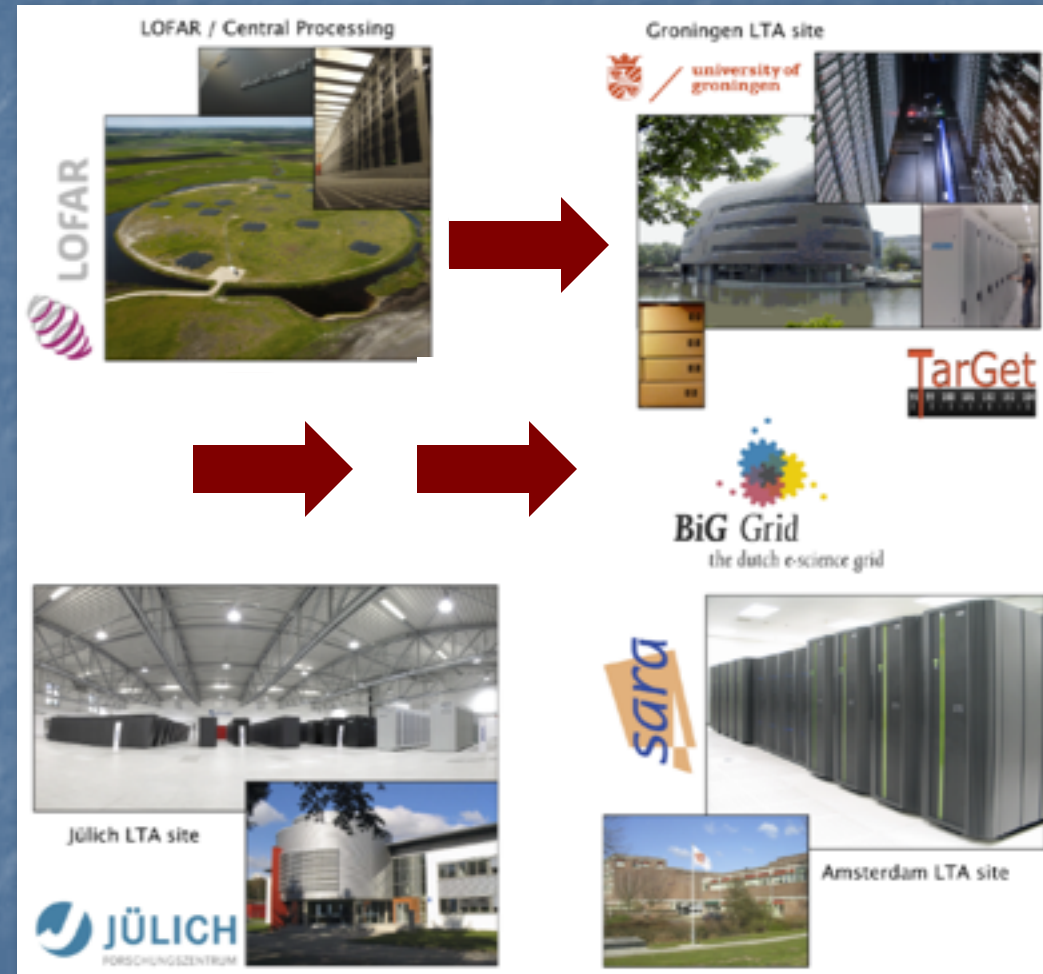 LOFAR / Central Processing
LOFAR
Groningen LTA site
university of
groningen
TarGet
BiG Grid
the dutch e-science grid
Jülich LTA site
JÜLICH
FORSCHUNGSZENTRUM
sara
Amsterdam LTA site